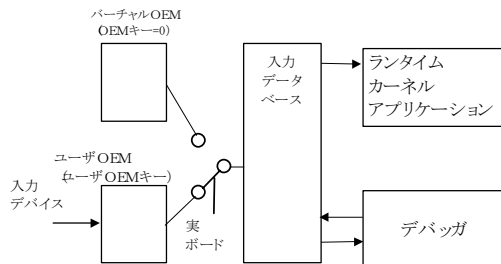 バーチャルOEM
(OEMキー=0)
ユーザOEM
(ユーザOEMキー)
入力
デバイス
実
ボード
入力
データ
ベース
ランタイム
カーネル
アプリケーション
デバッガ